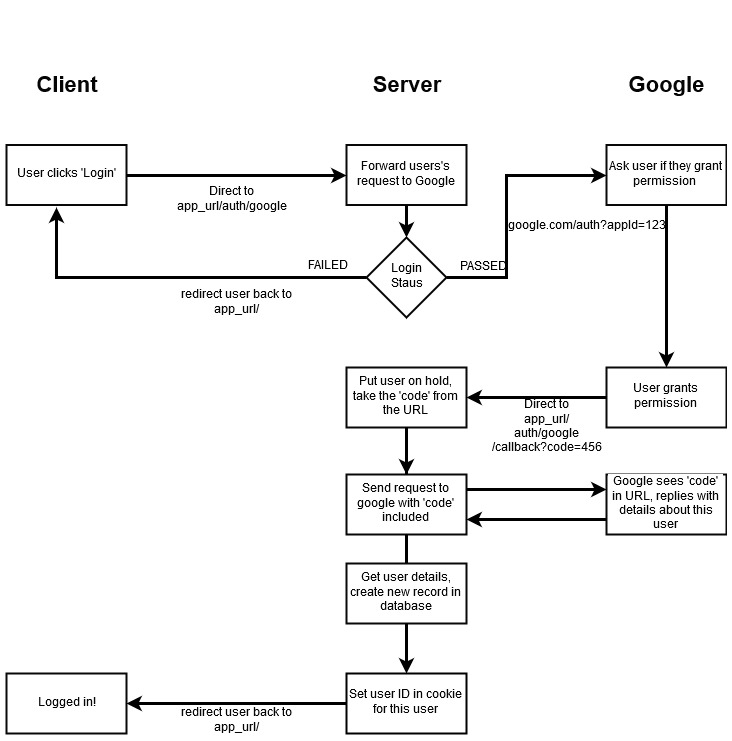 Client
Server
Google
User clicks 'Login'
Direct to
app_url/auth/google
Forward users's
request to Google
Ask user if they grant
permission
google.com/auth?appId=123
FAILED
Login
Staus
PASSED
redirect user back to
app_url/
Put user on hold,
take the 'code' from
the URL
Direct to
app_url/
auth/google
/callback?code=456
User grants
permission
Send request to
google with 'code'
included
Google sees 'code'
in URL, replies with
details about this
user
Get user details,
create new record in
database
Logged in!
redirect user back to
app_url/
Set user ID in cookie
for this user